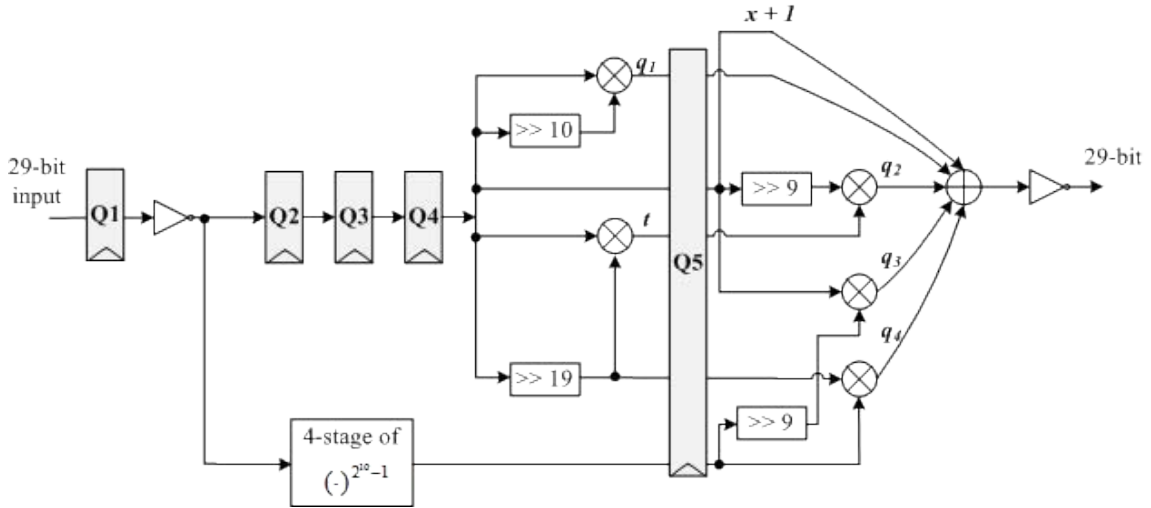 x + 1
q1
>> 10
29-bit
input
29-bit
Q1
Q2
Q3
Q4
>> 9
q2
t
Q5
q3
q4
>> 19
>> 9
4-stage of
(·)^{2^{10}−1}